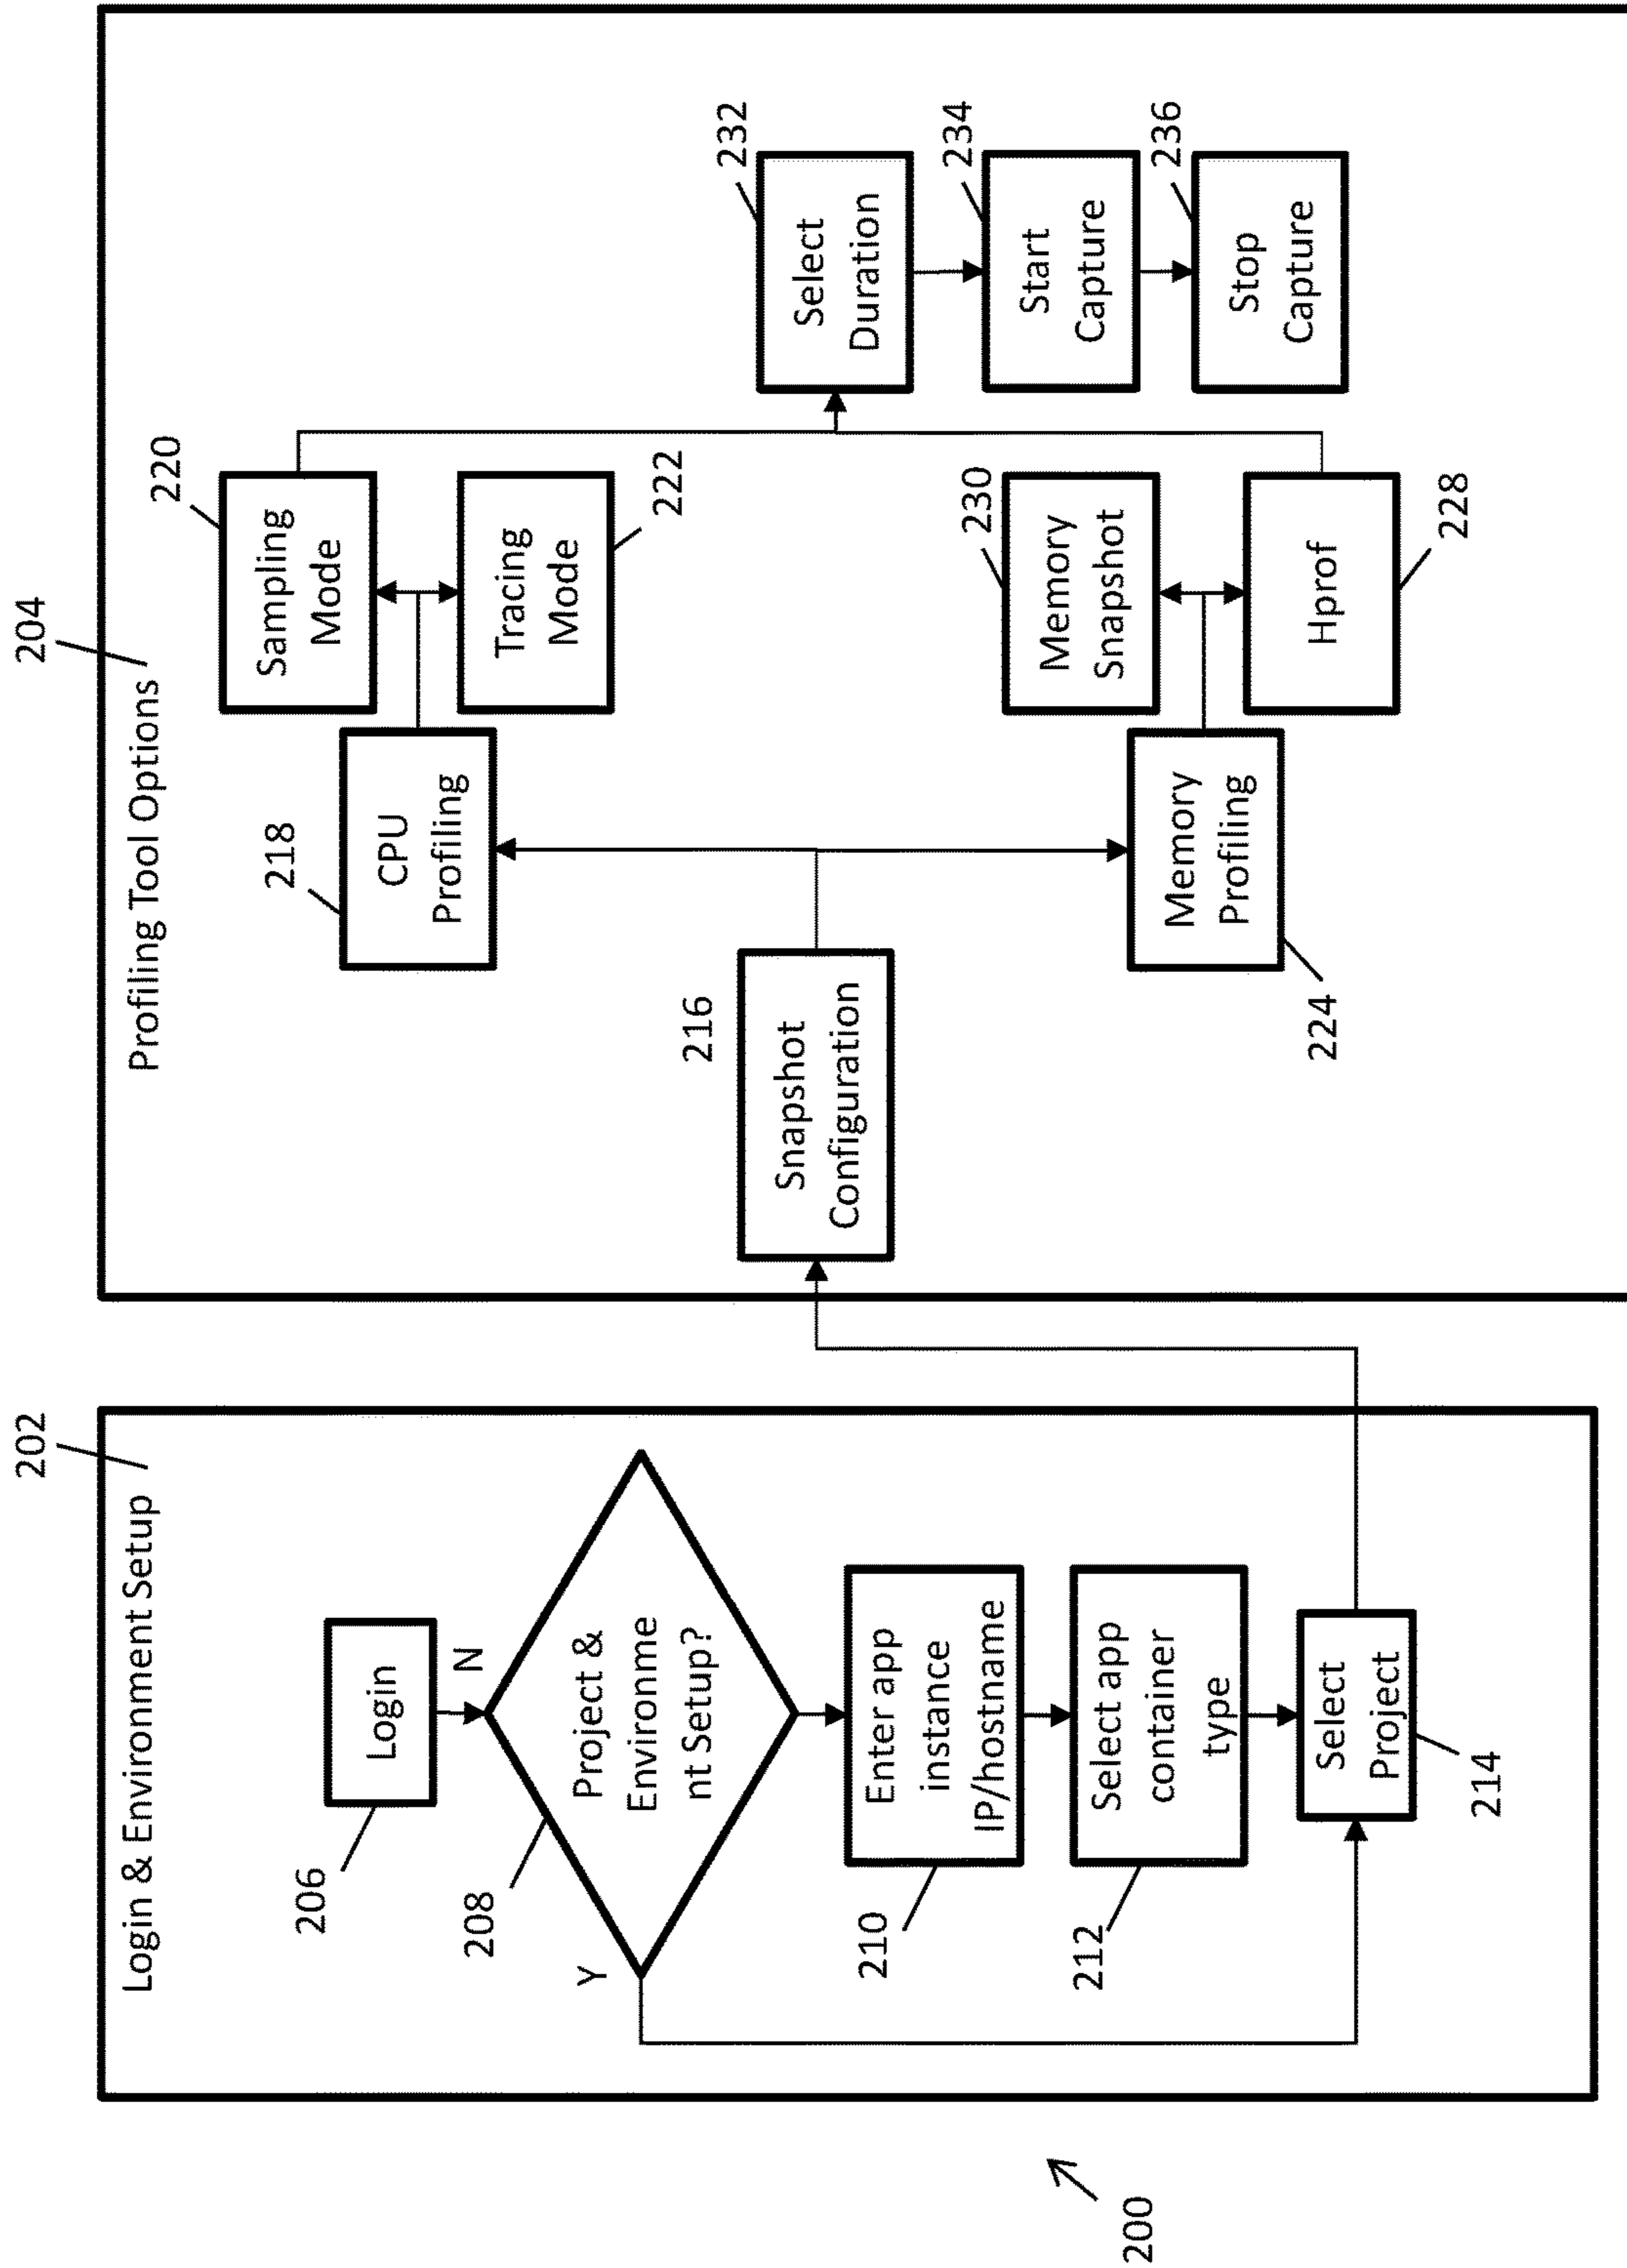 200
202
Login & Environment Setup
206
Login
N
208
Y
Project &
Environme
nt Setup?
210
Enter app
instance
IP/hostname
212
Select app
container
type
Select
Project
214
204
Profiling Tool Options
216
Snapshot
Configuration
218
CPU
Profiling
220
Sampling
Mode
Tracing
Mode
222
Memory
Profiling
224
230
Memory
Snapshot
Hprof
228
232
Select
Duration
234
Start
Capture
236
Stop
Capture